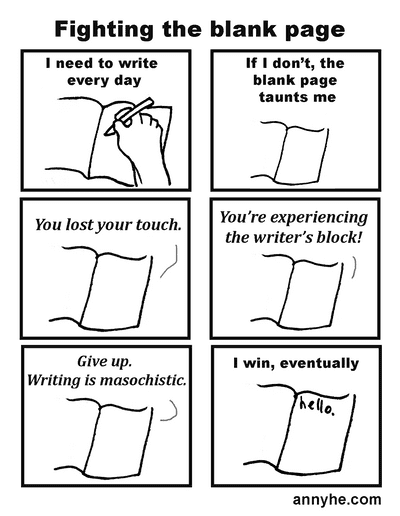 Fighting the blank page
I need to write
every day
If I don't, the
blank page
taunts me
You lost your touch.
You're experiencing
the writer's block!
Give up.
Writing is masochistic.
I win, eventually
hello.
annyhe.com